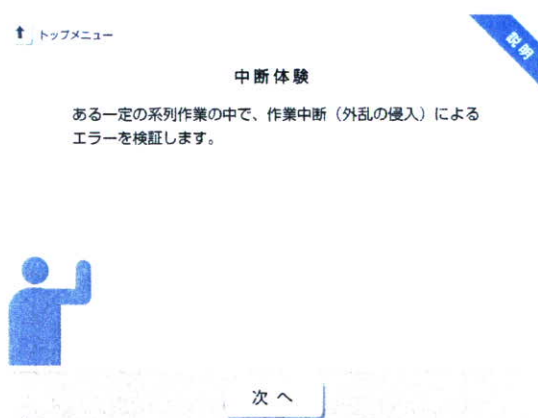 トップメニュー
説明
中断体験
ある一定の系列作業の中で、作業中断（外乱の侵入）による
エラーを検証します。
次へ